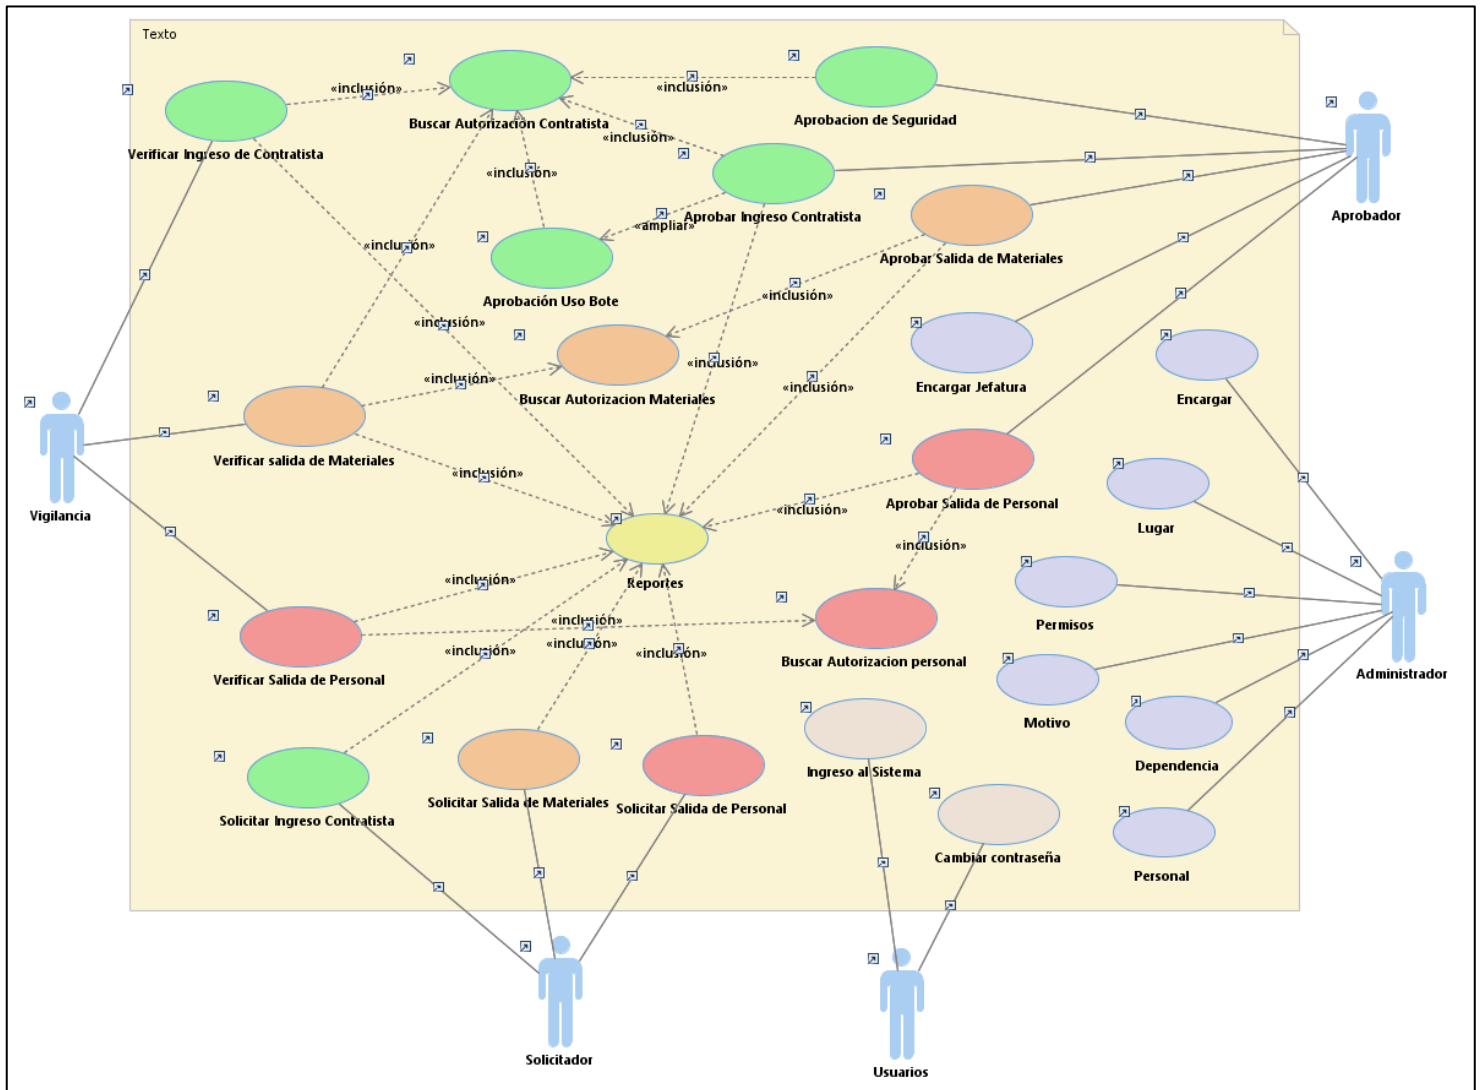 Texto
«inclusión»
Buscar Autorización Contratista
«inclusión»
Aprobacion de Seguridad
Verificar Ingreso de Contratista
«inclusión»
«inclusión»
Aprobar Ingreso Contratista
«ampliar»
Aprobador
«inclusión»
Aprobar Salida de Materiales
Aprobación Uso Bote
«inclusión»
«inclusión»
«inclusión»
«inclusión»
Buscar Autorizacion Materiales
«inclusión»
Encargar Jefatura
Encargar
Verificar salida de Materiales
«inclusión»
Vigilancia
«inclusión»
Aprobar Salida de Personal
Lugar
«inclusión»
Reportes
«inclusión»
«inclusión»
«inclusión»
«inclusión»
«inclusión»
Permisos
Verificar Salida de Personal
Buscar Autorizacion personal
Administrador
Motivo
Ingreso al Sistema
Dependencia
Solicitar Ingreso Contratista
Solicitar Salida de Materiales
Solicitar Salida de Personal
Cambiar contraseña
Personal
Solicitador
Usuarios